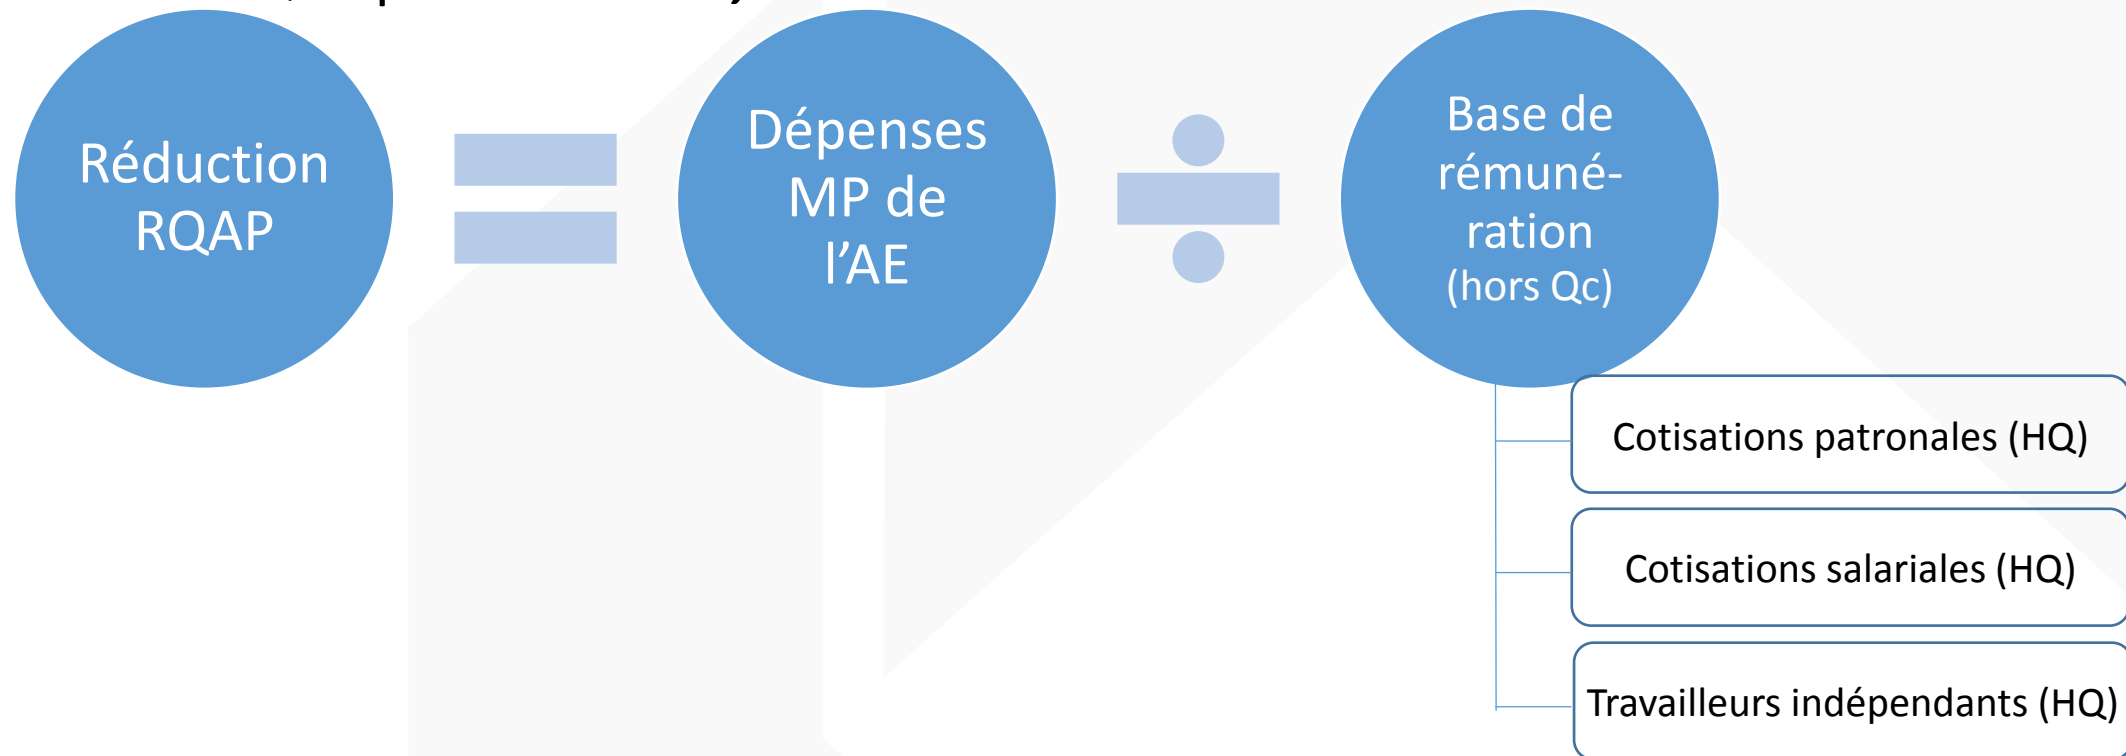 Réduction
RQAP
Dépenses
MP de
l’AE
Base de
rémuné-
ration
(hors Qc)
Cotisations patronales (HQ)
Cotisations salariales (HQ)
Travailleurs indépendants (HQ)